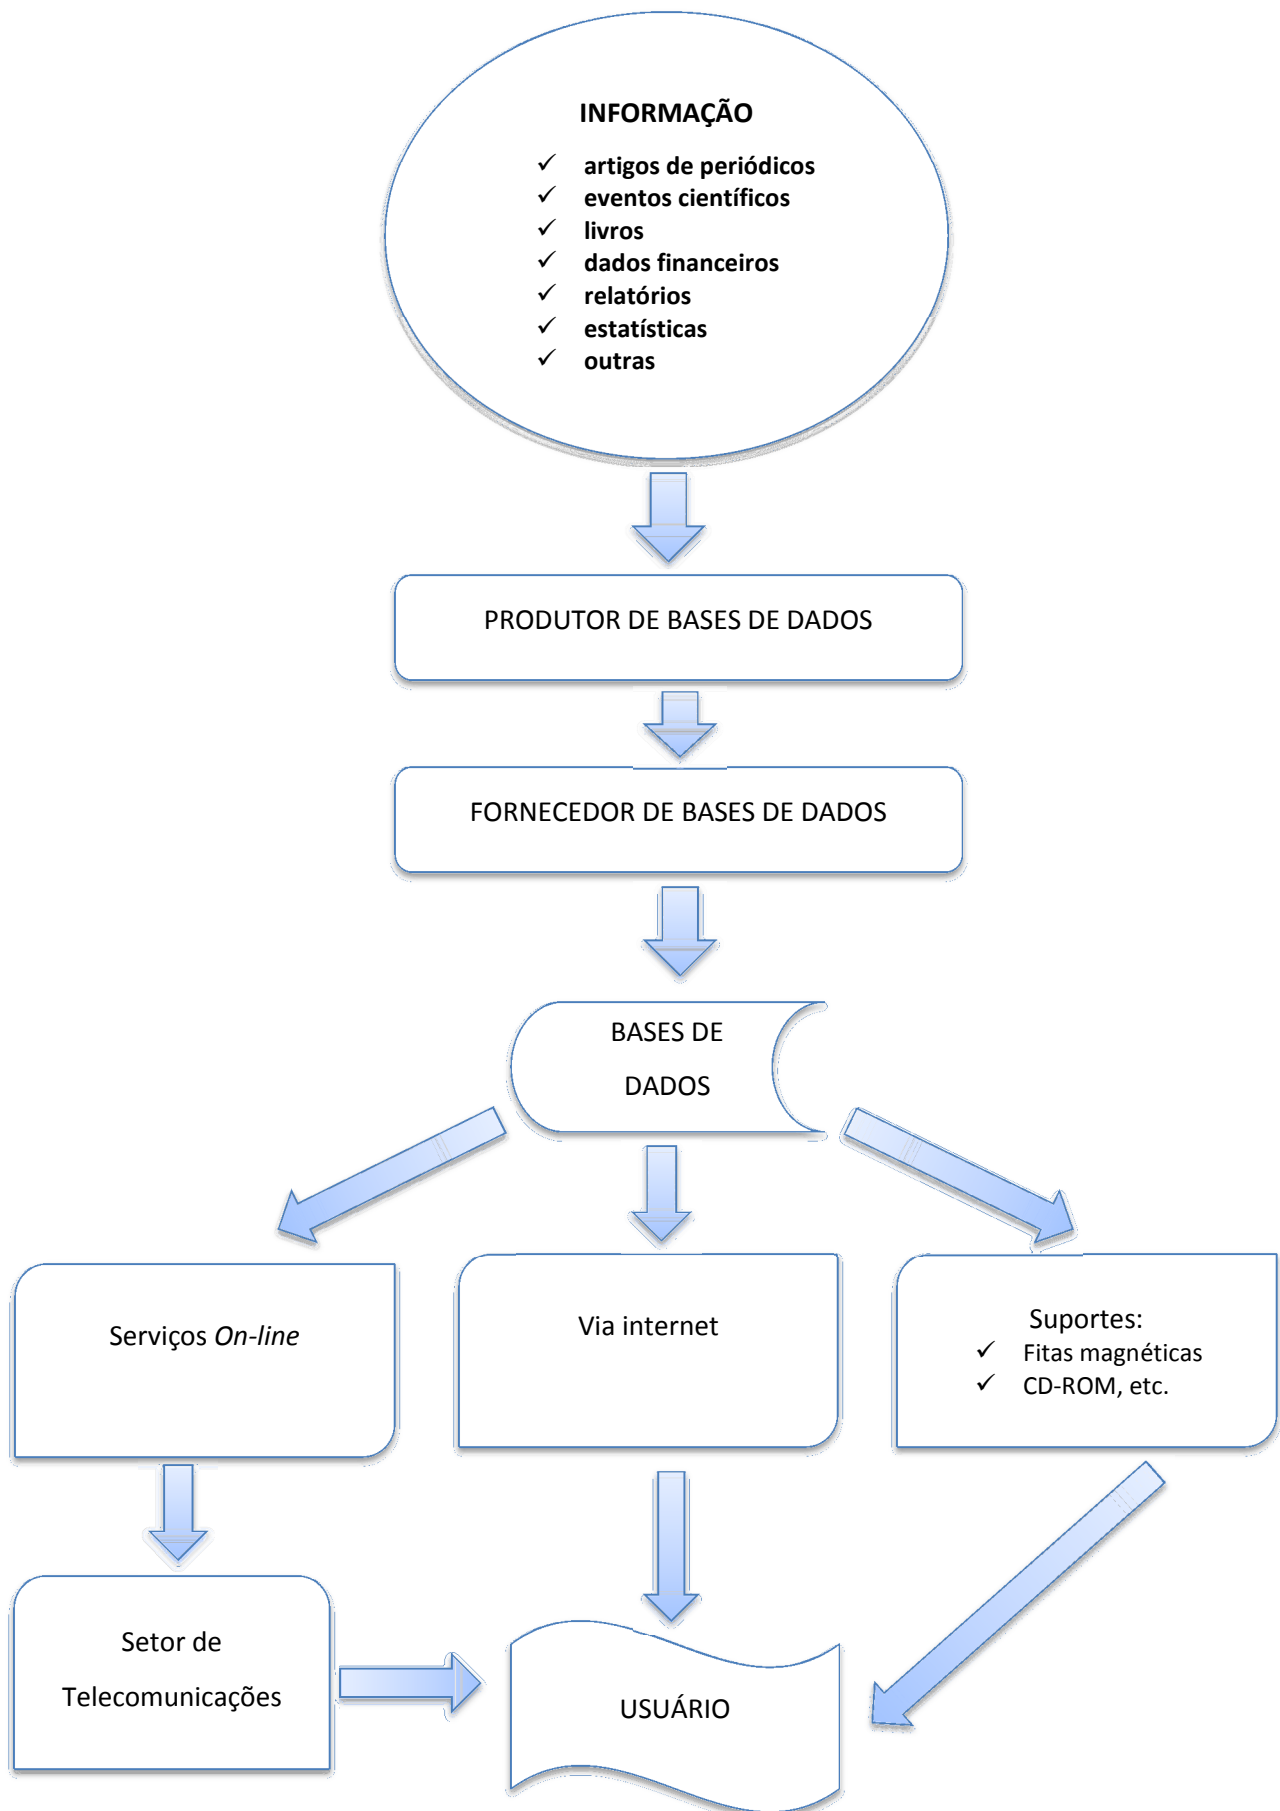 INFORMAÇÃO
✓ artigos de periódicos
✓ eventos científicos
✓ livros
✓ dados financeiros
✓ relatórios
✓ estatísticas
✓ outras
PRODUTOR DE BASES DE DADOS
FORNECEDOR DE BASES DE DADOS
BASES DE
DADOS
Serviços On-line
Via internet
Suportes:
✓ Fitas magnéticas
✓ CD-ROM, etc.
Setor de
Telecomunicações
USUÁRIO